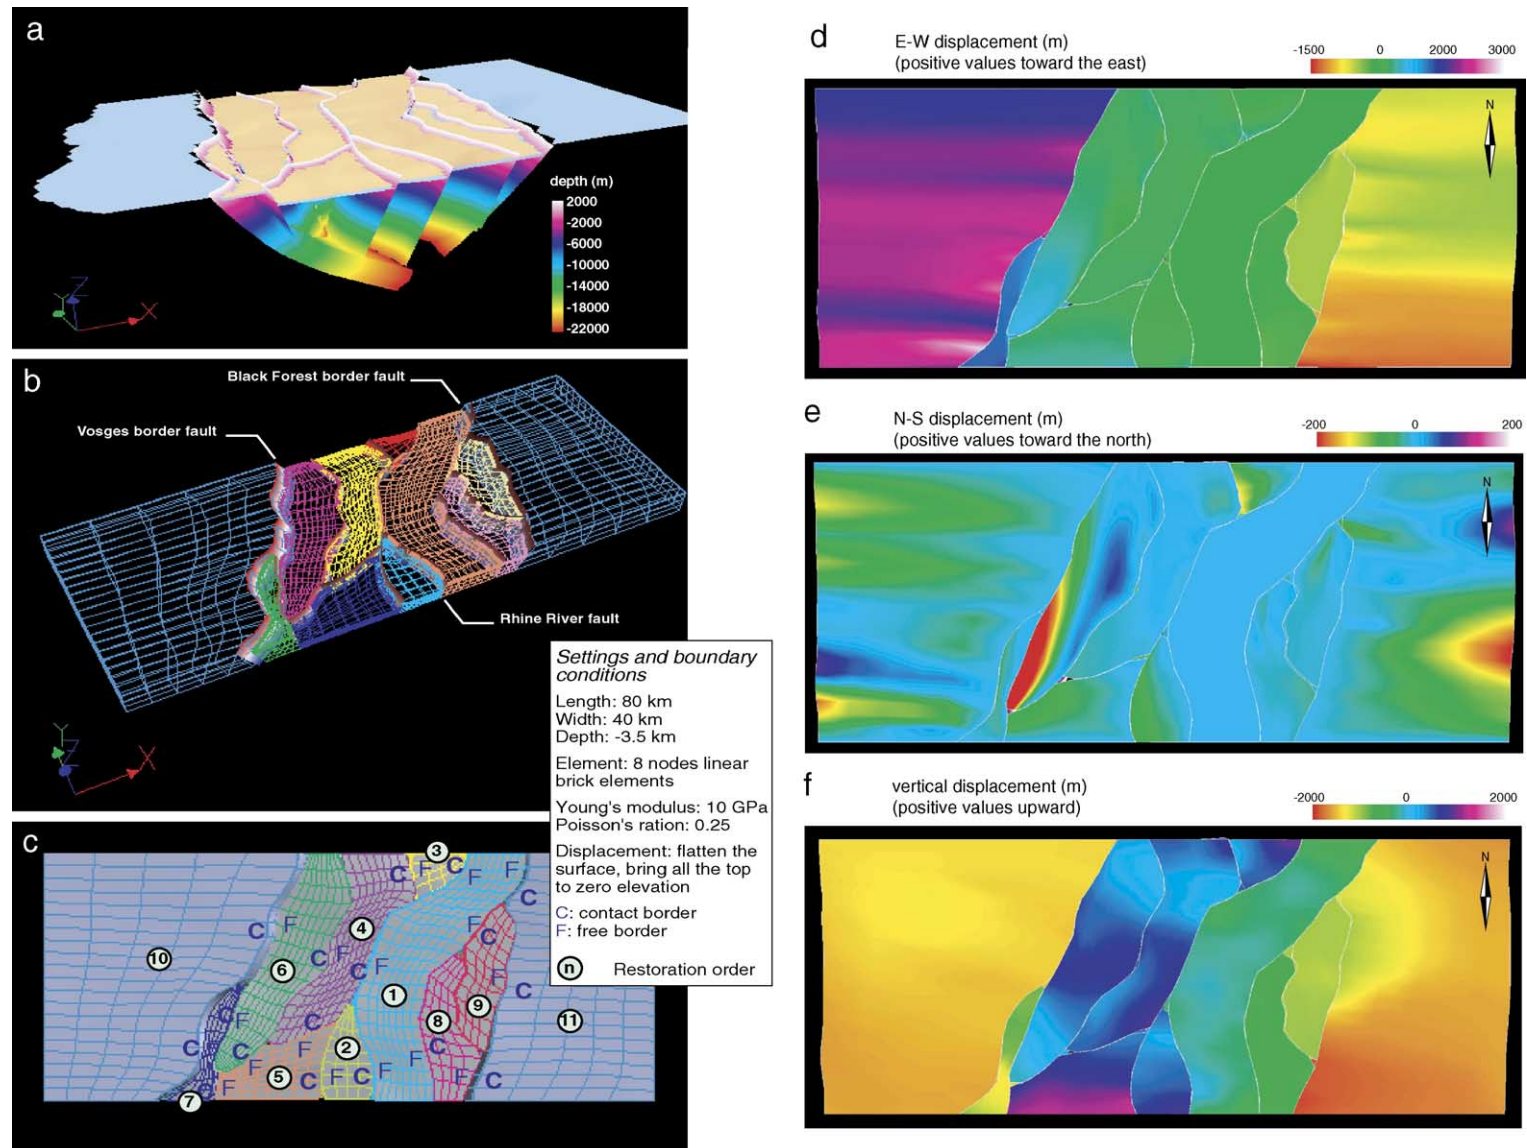 a
depth (m)
2000
-2000
-6000
-10000
-14000
-18000
-22000
Z
Y
X
b
Black Forest border fault
Vosges border fault
Rhine River fault
Y
Z
X
Settings and boundary
conditions
Length: 80 km
Width: 40 km
Depth: -3.5 km
Element: 8 nodes linear
brick elements
Young's modulus: 10 GPa
Poisson's ration: 0.25
Displacement: flatten the
surface, bring all the top
to zero elevation
C: contact border
F: free border
n Restoration order
c
3
F C F
C F C
C F
4
C
10
6
C F
C F
1
9
C
11
F
C
8
C
2
F
5
C
F C
F
C
7
d
E-W displacement (m)
(positive values toward the east)
-1500 0 2000 3000
N
e
N-S displacement (m)
(positive values toward the north)
-200 0 200
N
f
vertical displacement (m)
(positive values upward)
-2000 0 2000
N